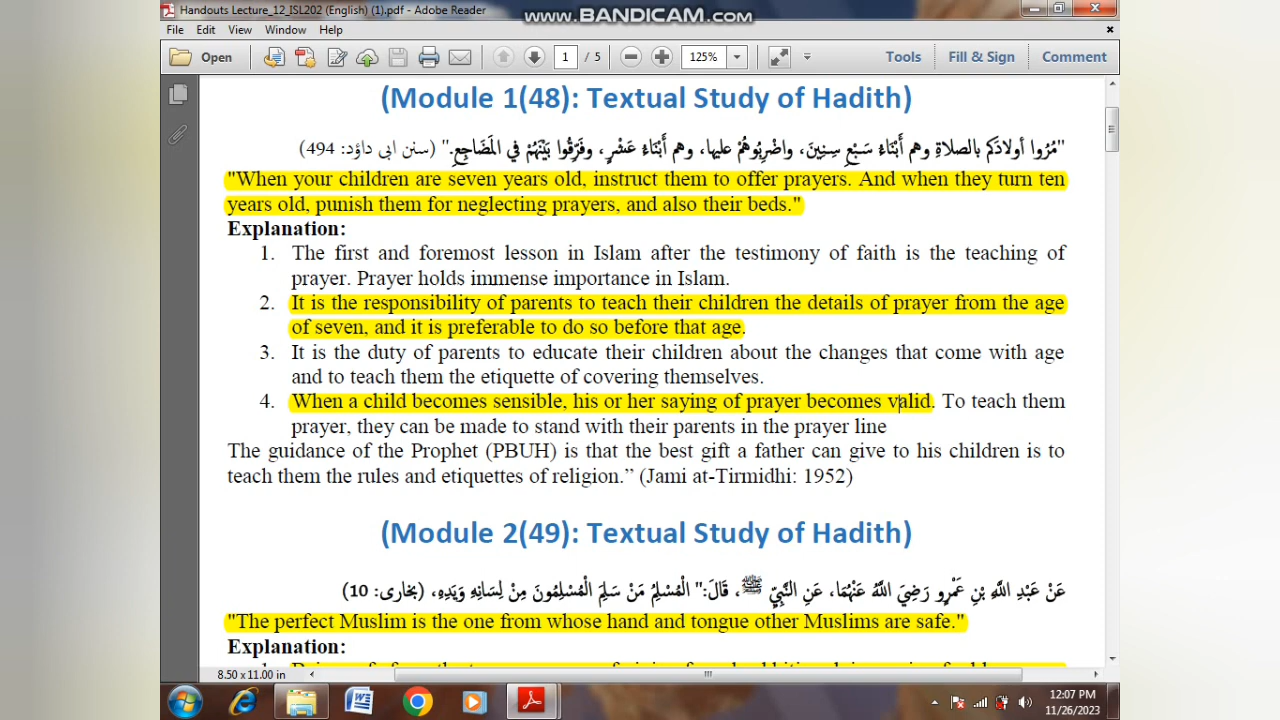 Handouts Lecture_12_ISL202 (English) (1).pdf - Adobe Reader
www.BANDICAM.com
File Edit View Window Help
Open 1 / 5 125% Tools Fill & Sign Comment
(Module 1(48): Textual Study of Hadith)
"مُرُوا أولادَكم بالصلاةِ وهم أَبْنَاءُ سَبْعِ سِنِينَ، واضْرِبُوهُمْ عليها، وهم أَبْنَاءُ عَشْرٍ، وفَرِّقُوا بَيْنَهُمْ في المَضَاجِعِ." (سنن ابی داؤد: 494)
"When your children are seven years old, instruct them to offer prayers. And when they turn ten
years old, punish them for neglecting prayers, and also their beds."
Explanation:
1. The first and foremost lesson in Islam after the testimony of faith is the teaching of
prayer. Prayer holds immense importance in Islam.
2. It is the responsibility of parents to teach their children the details of prayer from the age
of seven, and it is preferable to do so before that age.
3. It is the duty of parents to educate their children about the changes that come with age
and to teach them the etiquette of covering themselves.
4. When a child becomes sensible, his or her saying of prayer becomes valid. To teach them
prayer, they can be made to stand with their parents in the prayer line
The guidance of the Prophet (PBUH) is that the best gift a father can give to his children is to
teach them the rules and etiquettes of religion.” (Jami at-Tirmidhi: 1952)
(Module 2(49): Textual Study of Hadith)
عَنْ عَبْدِ اللَّهِ بْنِ عَمْرٍو رَضِيَ اللَّهُ عَنْهُمَا، عَنِ النَّبِيِّ ﷺ، قَالَ:" الْمُسْلِمُ مَنْ سَلِمَ الْمُسْلِمُونَ مِنْ لِسَانِهِ وَيَدِهِ، (بخاری: 10)
"The perfect Muslim is the one from whose hand and tongue other Muslims are safe."
Explanation:
8.50 x 11.00 in
12:07 PM
11/26/2023